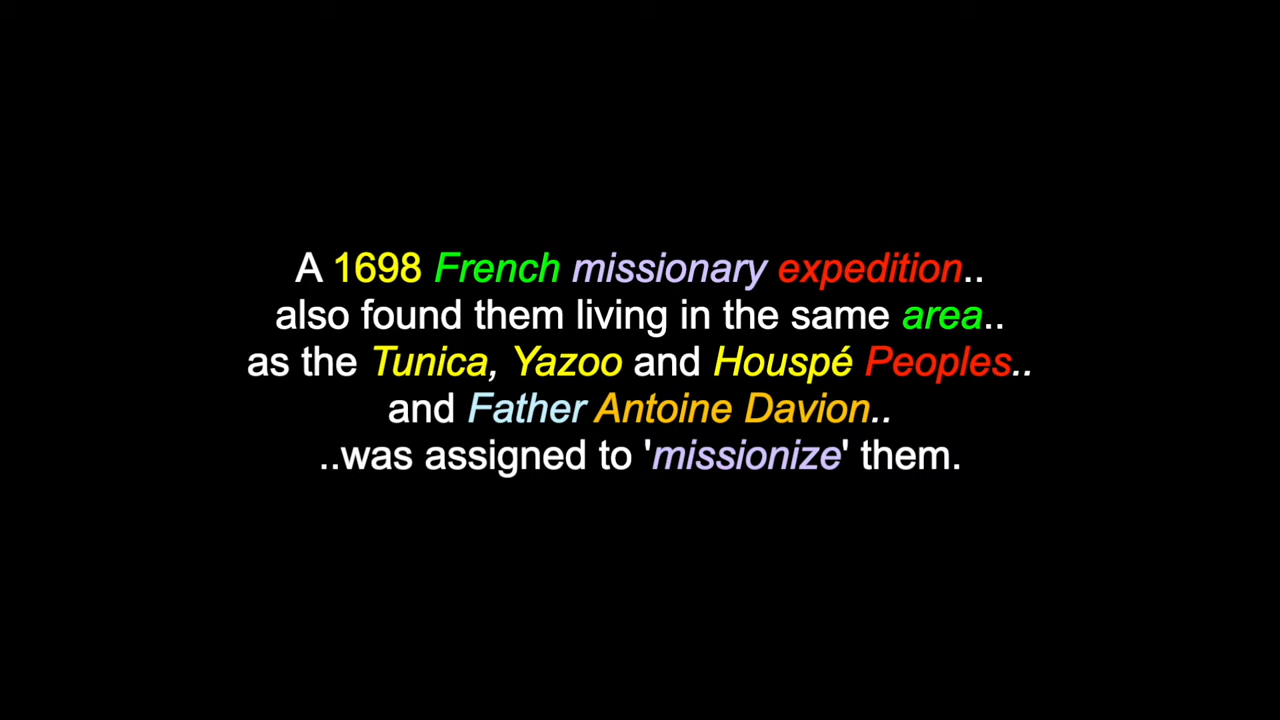 A 1698 French missionary expedition..
also found them living in the same area..
as the Tunica, Yazoo and Houspé Peoples..
and Father Antoine Davion..
..was assigned to 'missionize' them.